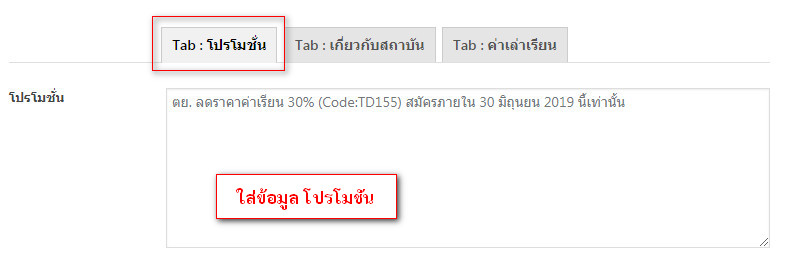 Tab : โปรโมชั่น Tab : เกี่ยวกับสถาบัน Tab : ค่าเล่าเรียน
โปรโมชั่น
ตย. ลดราคาค่าเรียน 30% (Code:TD155) สมัครภายใน 30 มิถุนยน 2019 นี้เท่านั้น
ใส่ข้อมูล โปรโมชั่น